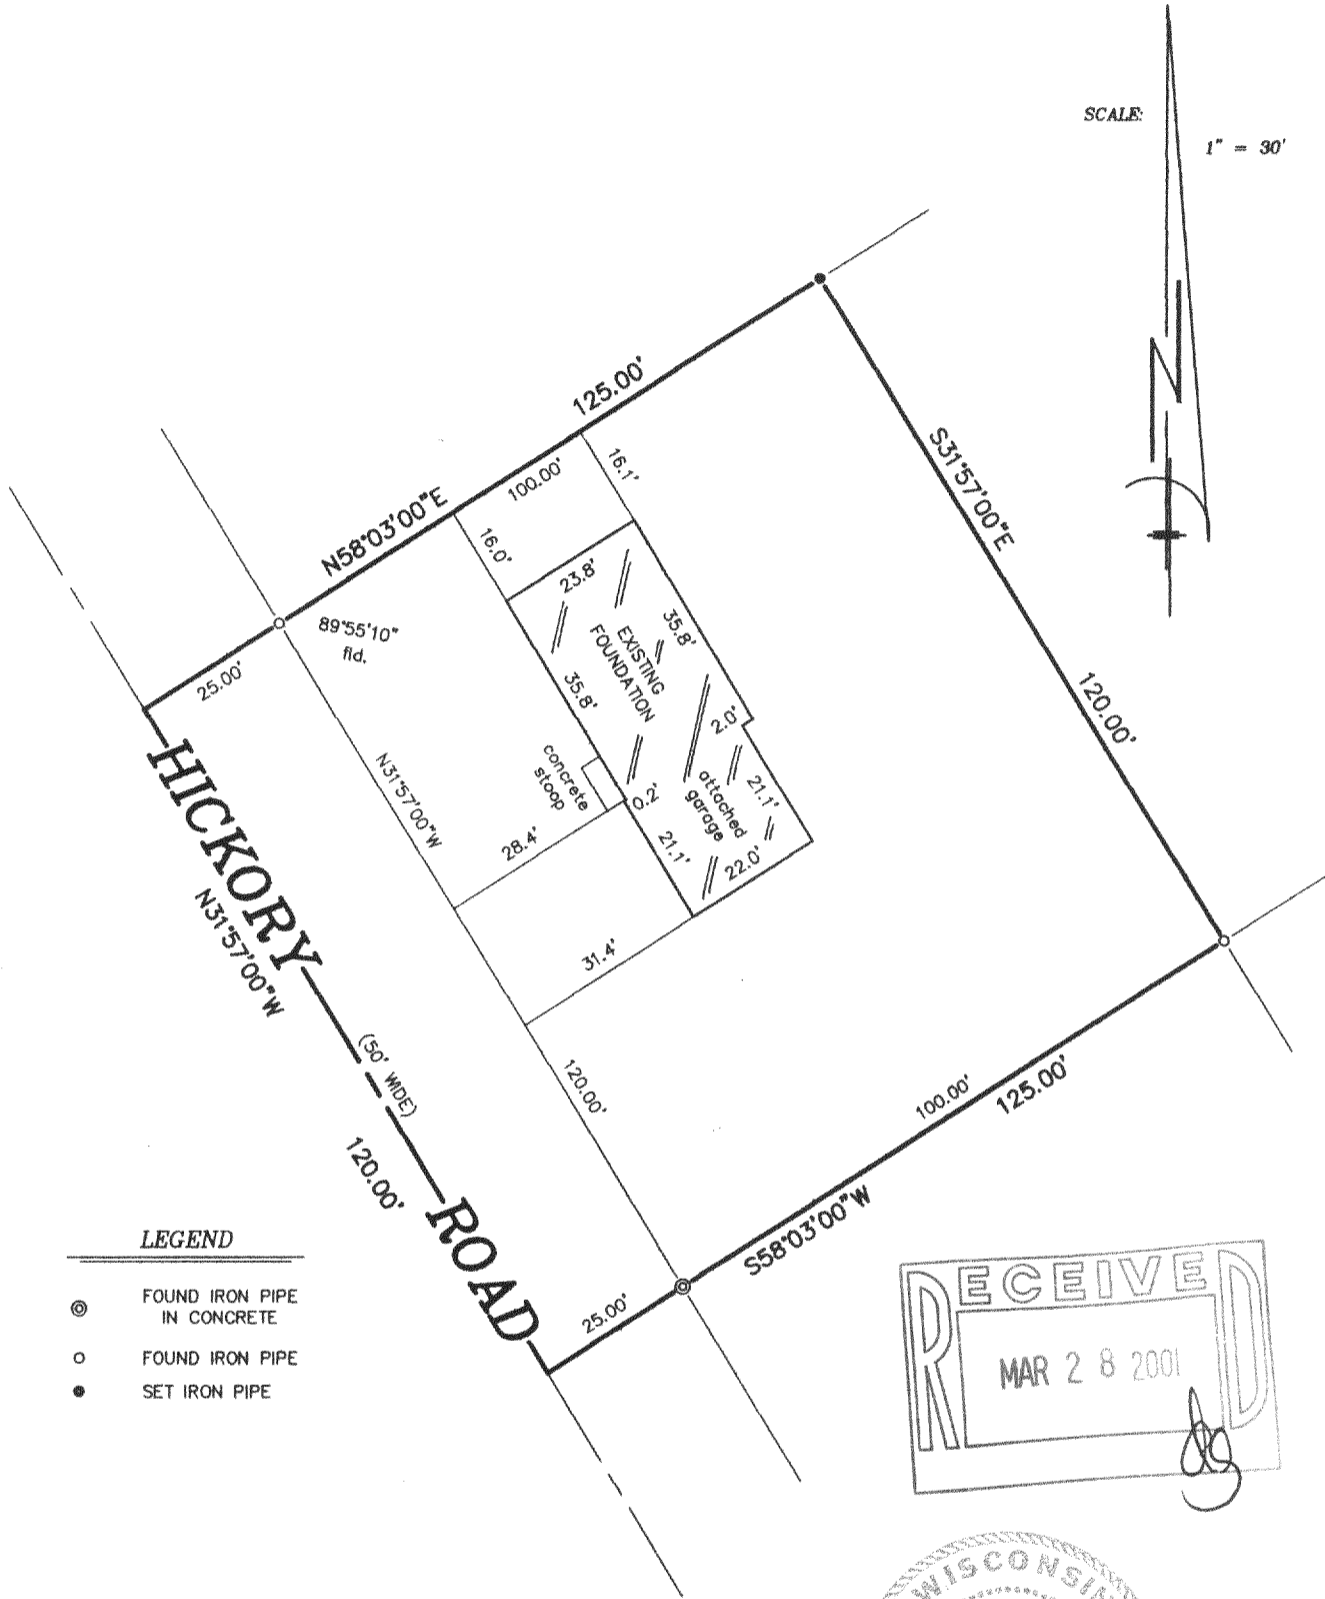 SCALE:
1" = 30'
N
125.00'
N58°03'00"E
100.00'
16.1'
16.0'
S31°57'00"E
23.8'
35.8'
EXISTING
FOUNDATION
35.8'
89°55'10"
fld.
25.00'
2.0'
120.00'
HICKORY
N31°57'00"W
N31°57'00"W
concrete
stoop
0.2'
attached
garage
21.1'
21.1'
22.0'
28.4'
31.4'
(50' WIDE)
120.00'
120.00'
ROAD
100.00'
125.00'
S58°03'00"W
25.00'
LEGEND
FOUND IRON PIPE
IN CONCRETE
FOUND IRON PIPE
SET IRON PIPE
RECEIVED
MAR 28 2001
WISCONSIN